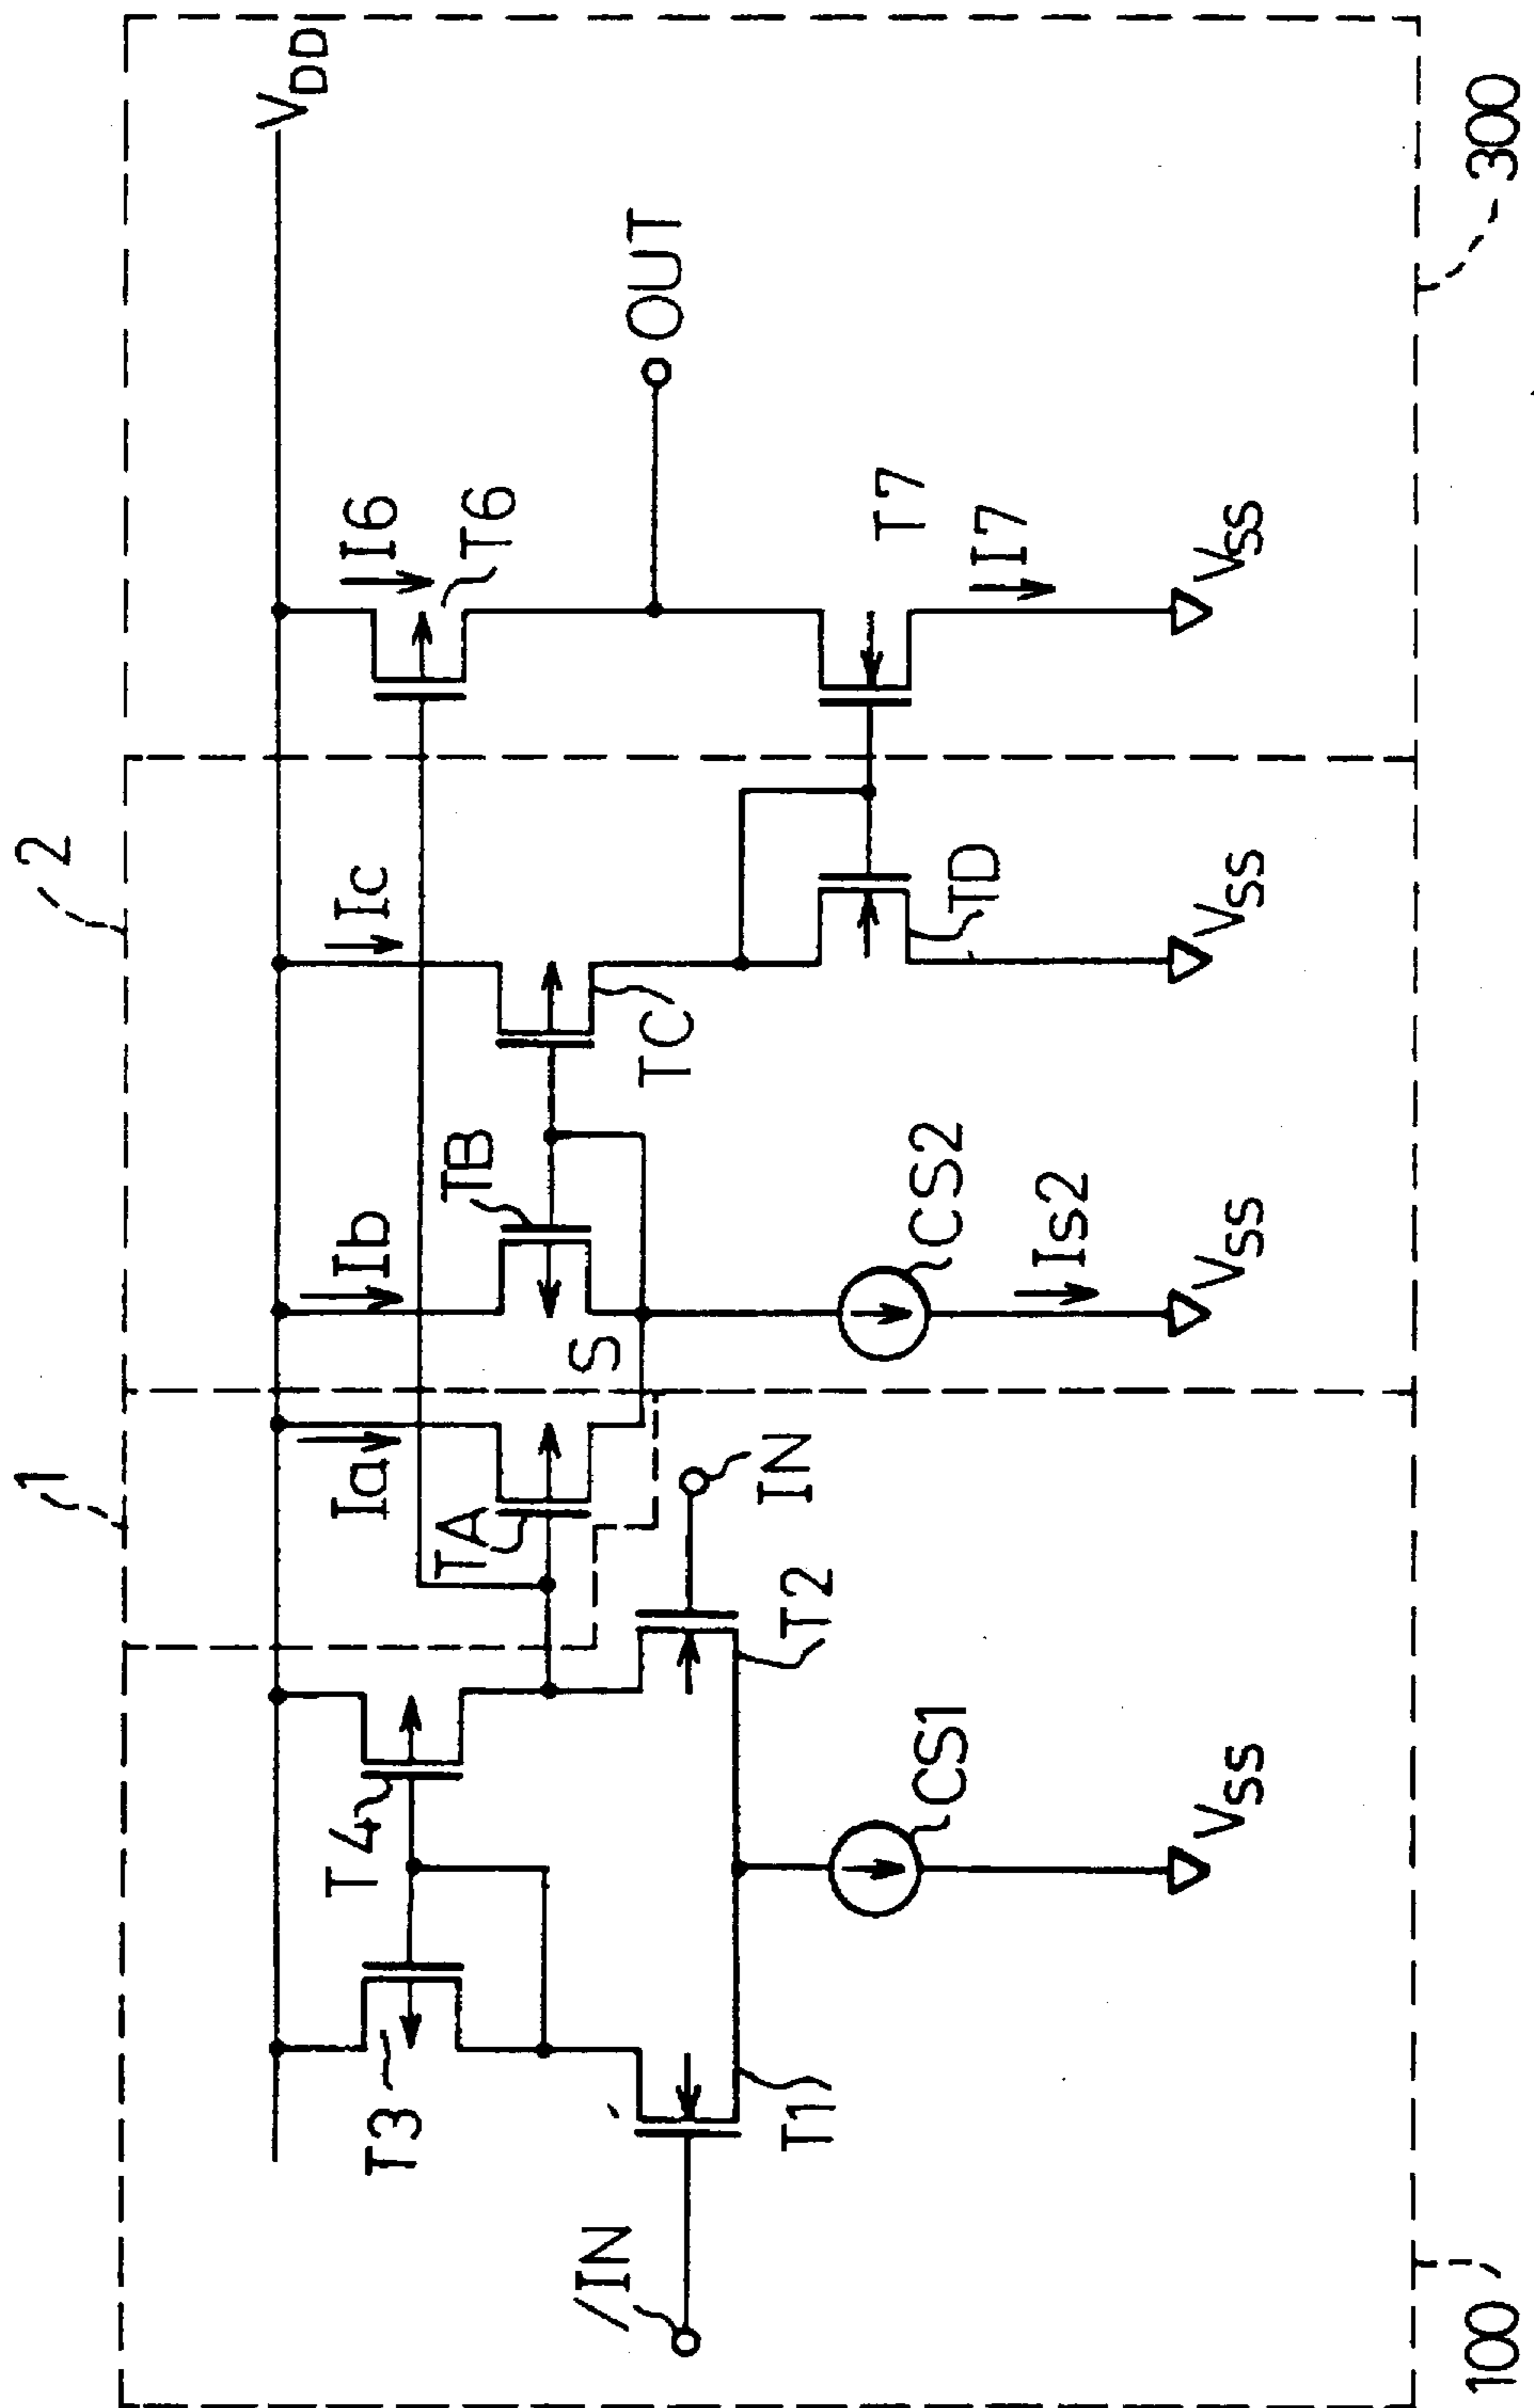 1
2
VDD
Ia
Ib
Ic
I6
T3
T4
TA
TB
T6
S
TC
OUT
/IN
IN
T1
T2
TD
T7
CS1
CS2
Is2
I7
VSS
VSS
VSS
VSS
100
300